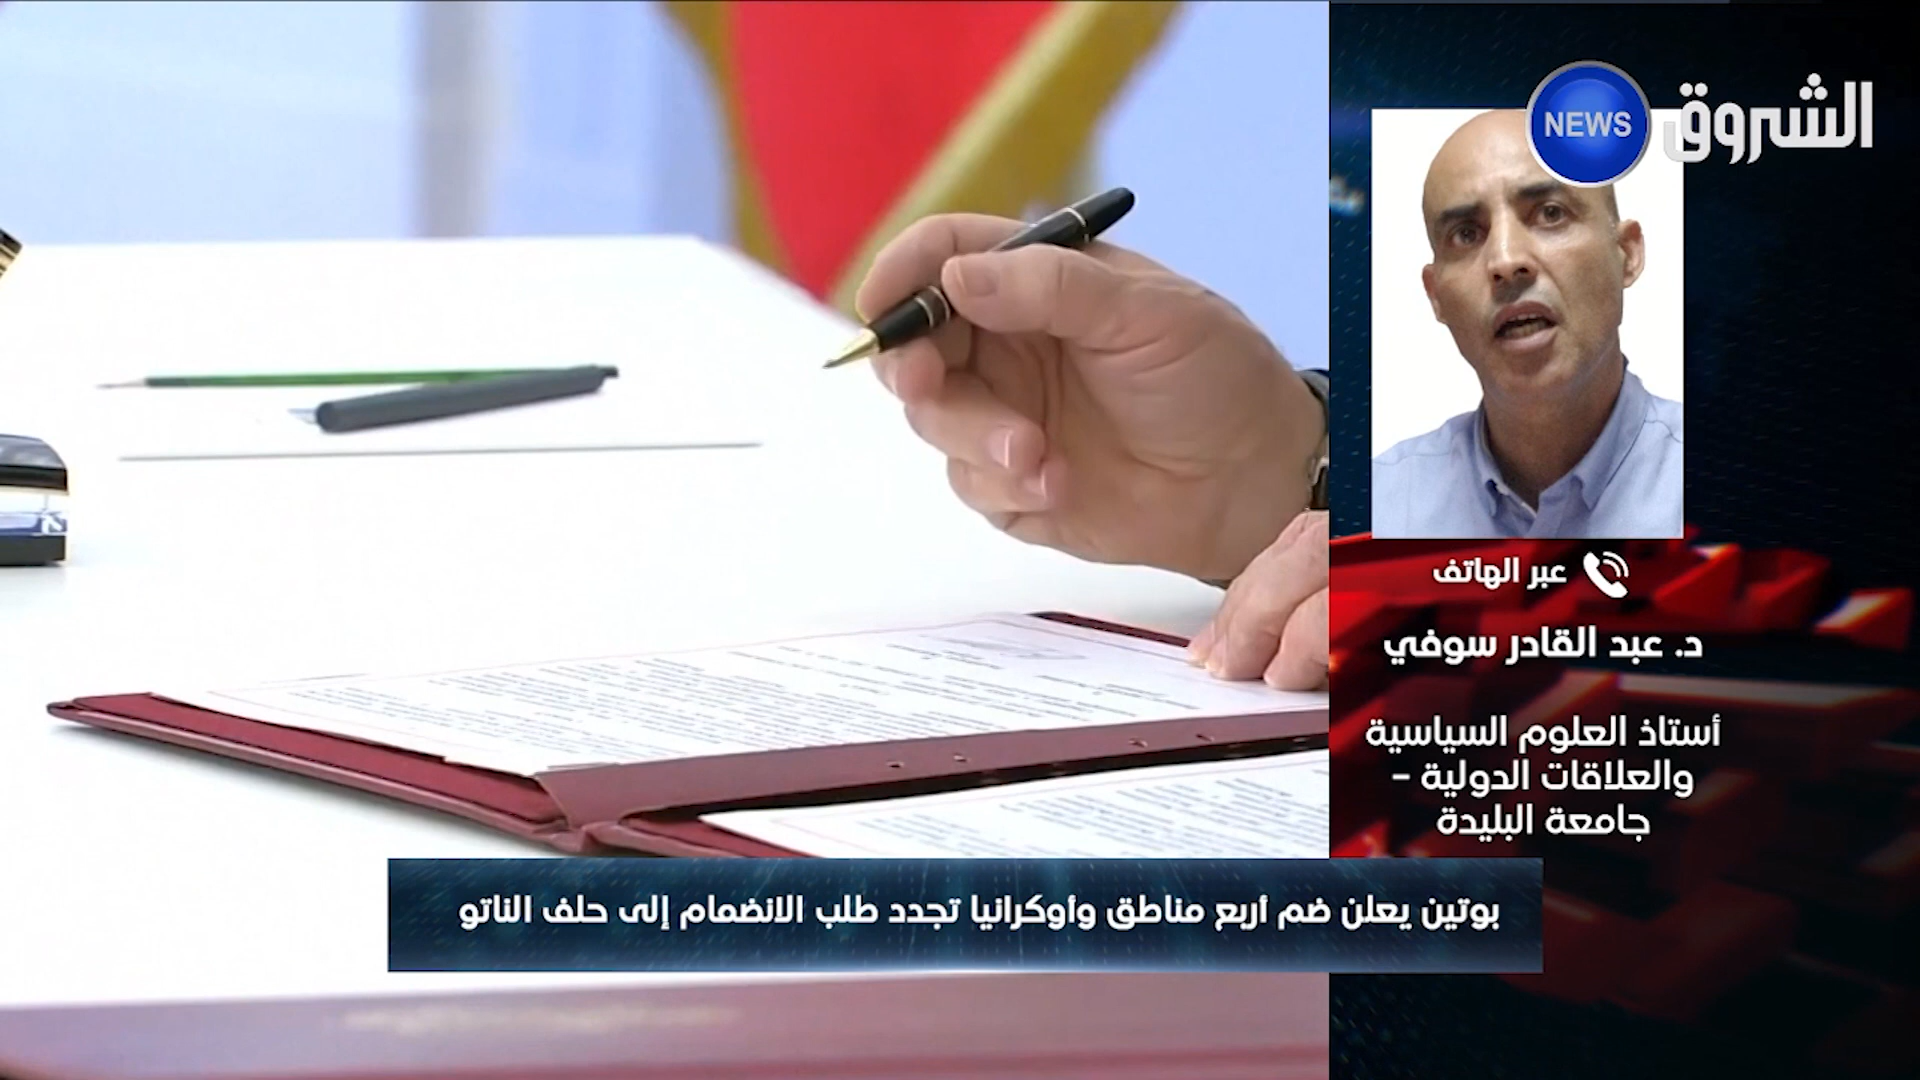 الشروق
NEWS
عبر الهاتف
د. عبد القادر سوفي
أستاذ العلوم السياسية
والعلاقات الدولية -
جامعة البليدة
بوتين يعلن ضم أربع مناطق وأوكرانيا تجدد طلب الانضمام إلى حلف الناتو